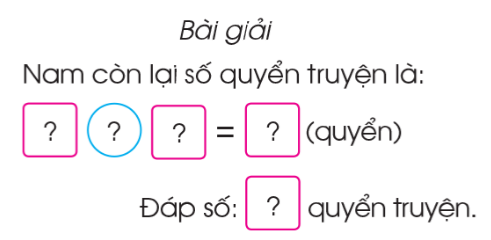 Bài giải
Nam còn lại số quyển truyện là:
? ? ? = ? (quyển)
Đáp số: ? quyển truyện.